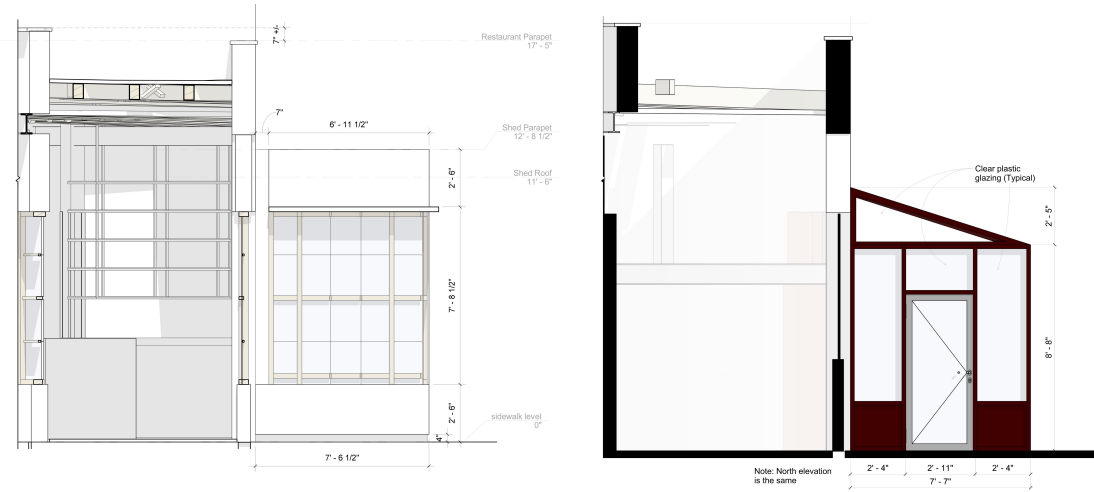 7" +/-
Restaurant Parapet
17' - 5"
7"
6' - 11 1/2"
Shed Parapet
12' - 8 1/2"
Shed Roof
11' - 6"
2' - 6"
7' - 8 1/2"
2' - 6"
4"
sidewalk level
0"
7' - 6 1/2"
Clear plastic
glazing (Typical)
2' - 5"
8' - 8"
Note: North elevation
is the same
2' - 4"
2' - 11"
2' - 4"
7' - 7"